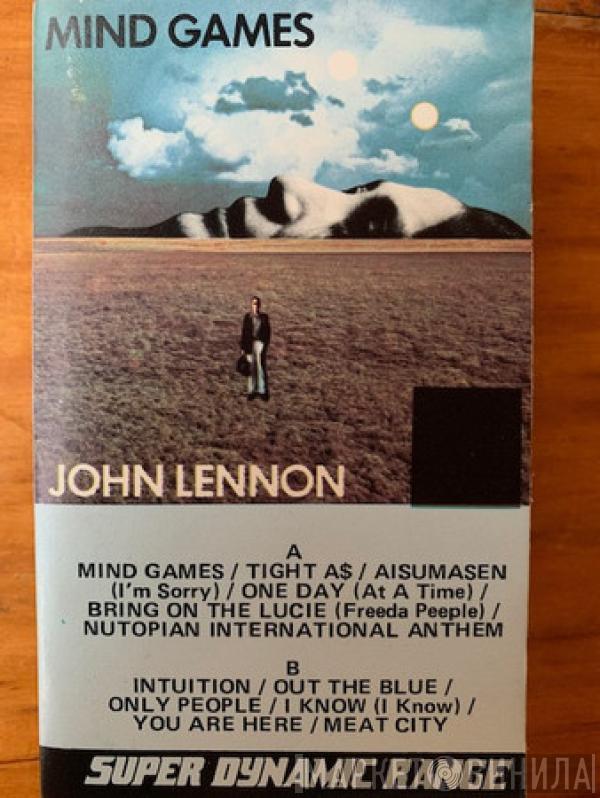 MIND GAMES
JOHN LENNON
A
MIND GAMES / TIGHT A$ / AISUMASEN
(I'm Sorry) / ONE DAY (At A Time) /
BRING ON THE LUCIE (Freeda Peeple) /
NUTOPIAN INTERNATIONAL ANTHEM
B
INTUITION / OUT THE BLUE /
ONLY PEOPLE / I KNOW (I Know) /
YOU ARE HERE / MEAT CITY
SUPER DYNAMIC RANGE
МАРКЕТ ВИНИЛА